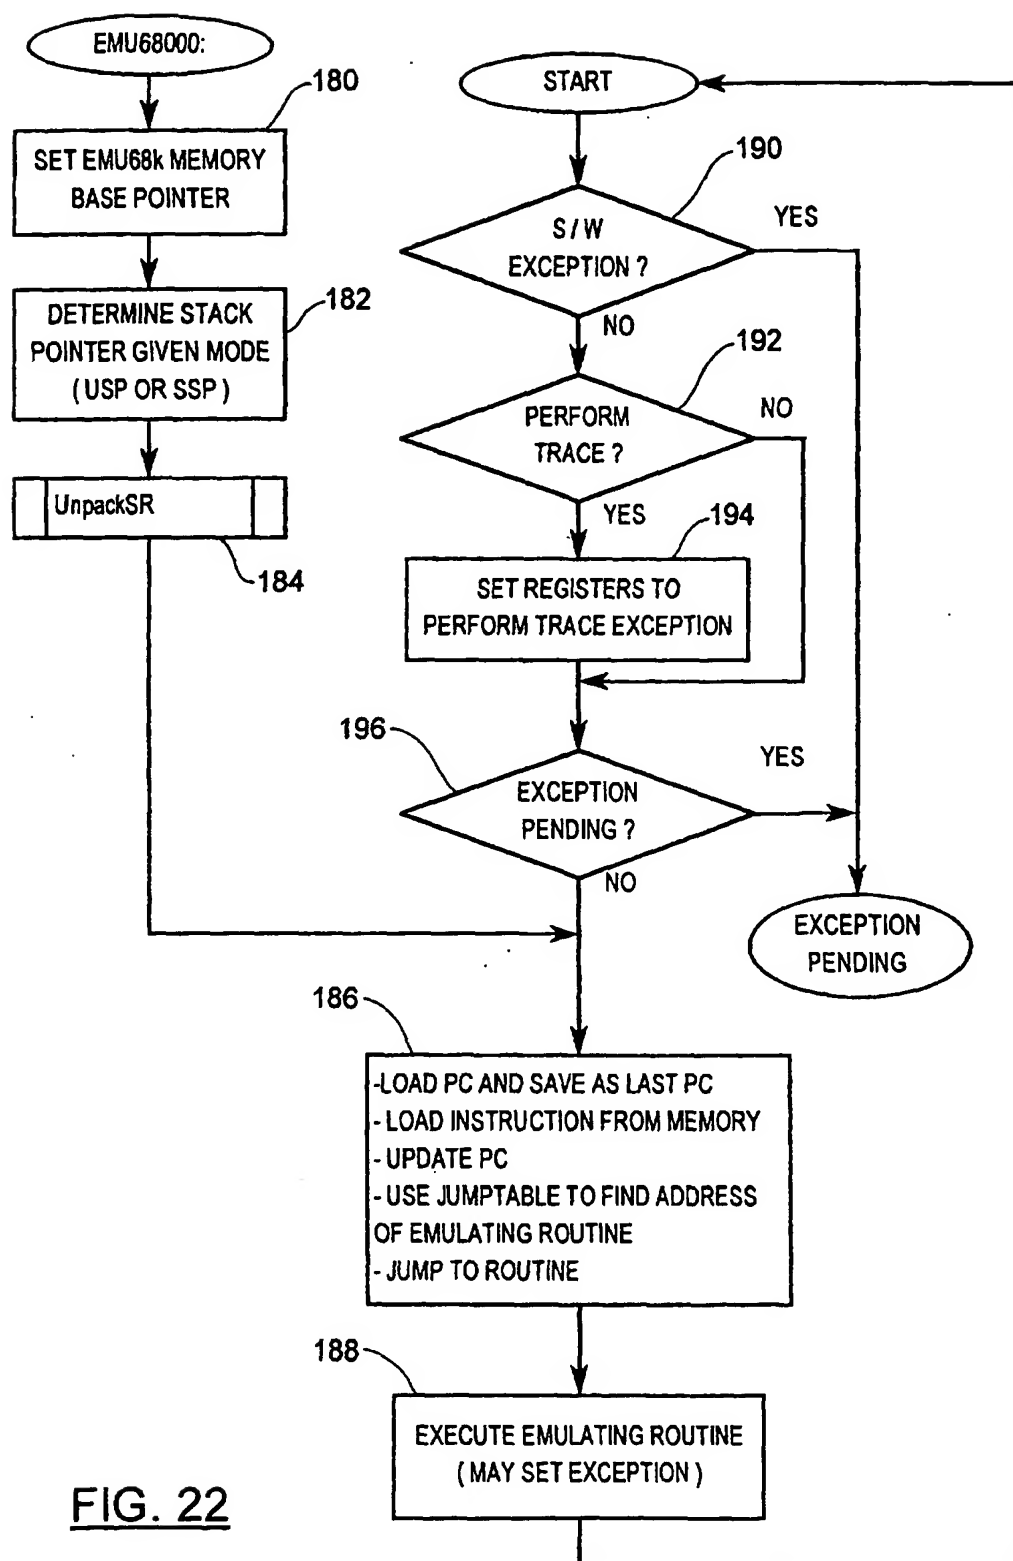 EMU68000:
180
SET EMU68k MEMORY
BASE POINTER
182
DETERMINE STACK
POINTER GIVEN MODE
( USP OR SSP )
UnpackSR
184
START
190
S / W
EXCEPTION ?
YES
NO
192
PERFORM
TRACE ?
NO
YES
194
SET REGISTERS TO
PERFORM TRACE EXCEPTION
196
EXCEPTION
PENDING ?
YES
NO
EXCEPTION
PENDING
186
-LOAD PC AND SAVE AS LAST PC
- LOAD INSTRUCTION FROM MEMORY
- UPDATE PC
- USE JUMPTABLE TO FIND ADDRESS
OF EMULATING ROUTINE
- JUMP TO ROUTINE
188
EXECUTE EMULATING ROUTINE
( MAY SET EXCEPTION )
FIG. 22